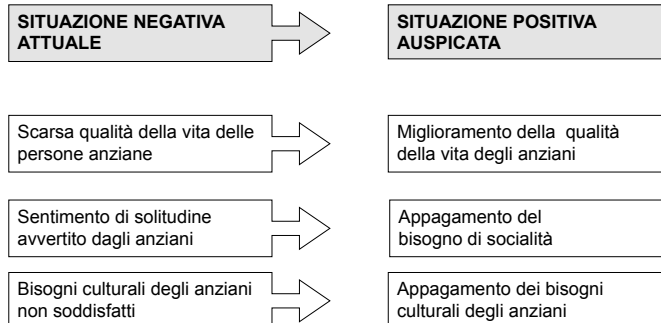 SITUAZIONE NEGATIVA
ATTUALE
SITUAZIONE POSITIVA
AUSPICATA
Scarsa qualità della vita delle
persone anziane
Miglioramento della qualità
della vita degli anziani
Sentimento di solitudine
avvertito dagli anziani
Appagamento del
bisogno di socialità
Bisogni culturali degli anziani
non soddisfatti
Appagamento dei bisogni
culturali degli anziani